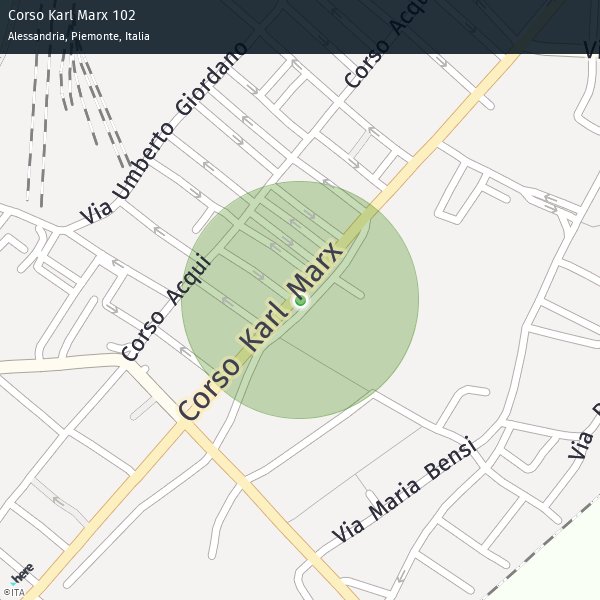 Corso Karl Marx 102
Alessandria, Piemonte, Italia
Corso Acqui
Via Umberto Giordano
Corso Acqui
Corso Karl Marx
Via Maria Bensi
here
©ITA